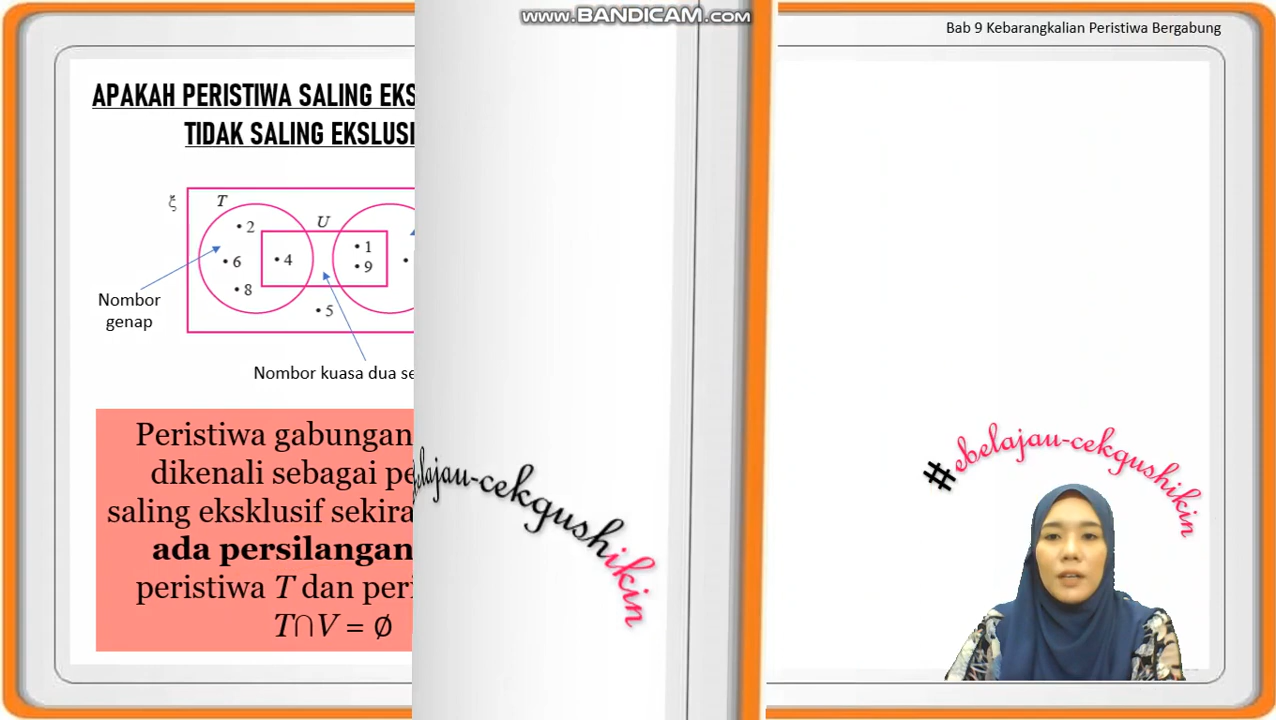 www.BANDICAM.com
Bab 9 Kebarangkalian Peristiwa Bergabung
APAKAH PERISTIWA SALING EKS
TIDAK SALING EKSLUSI
ξ
T
U
• 2
• 6
• 4
• 8
• 1
• 9
•
• 5
Nombor
genap
Nombor kuasa dua se
Peristiwa gabungan
dikenali sebagai pe
saling eksklusif sekira
ada persilangan
peristiwa T dan peri
T∩V = ∅
elajau-cekgushikin
#ebelajau-cekgushikin